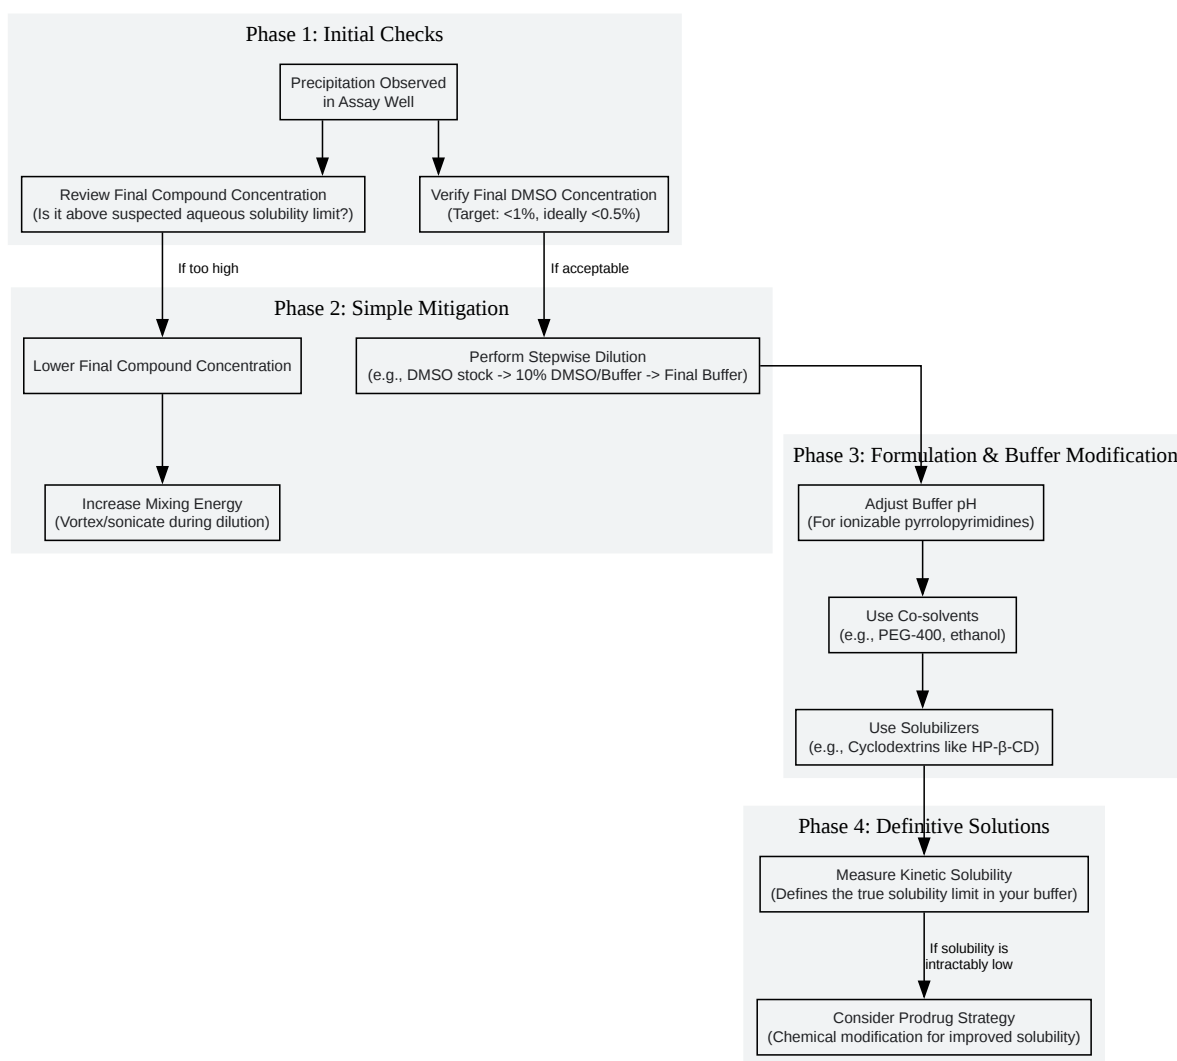 Phase 1: Initial Checks
Precipitation Observed
in Assay Well
Review Final Compound Concentration
(Is it above suspected aqueous solubility limit?)
Verify Final DMSO Concentration
(Target: <1%, ideally <0.5%)
If too high
If acceptable
Phase 2: Simple Mitigation
Lower Final Compound Concentration
Perform Stepwise Dilution
(e.g., DMSO stock -> 10% DMSO/Buffer -> Final Buffer)
Increase Mixing Energy
(Vortex/sonicate during dilution)
Phase 3: Formulation & Buffer Modification
Adjust Buffer pH
(For ionizable pyrrolopyrimidines)
Use Co-solvents
(e.g., PEG-400, ethanol)
Use Solubilizers
(e.g., Cyclodextrins like HP-β-CD)
Phase 4: Definitive Solutions
Measure Kinetic Solubility
(Defines the true solubility limit in your buffer)
If solubility is
intractably low
Consider Prodrug Strategy
(Chemical modification for improved solubility)